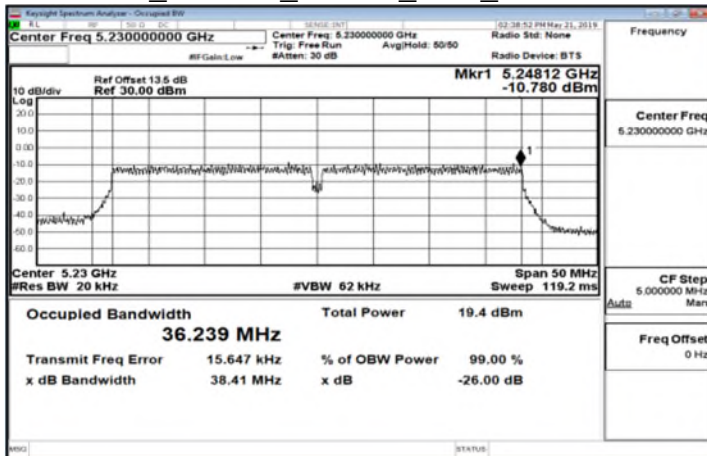 Keysight Spectrum Analyzer - Occupied BW
RL RF 50 Ω DC SENSE:INT 02:38:52 PM May 21, 2019
Center Freq 5.230000000 GHz Center Freq: 5.230000000 GHz Radio Std: None Frequency
Trig: Free Run Avg|Hold: 50/50
#IFGain:Low #Atten: 30 dB Radio Device: BTS
Ref Offset 13.5 dB Mkr1 5.24812 GHz
10 dB/div Ref 30.00 dBm -10.780 dBm
Log
20.0
10.0
0.00
-10.0
-20.0
-30.0
-40.0
-50.0
-60.0
1
Center Freq
5.230000000 GHz
Center 5.23 GHz Span 50 MHz
#Res BW 20 kHz #VBW 62 kHz Sweep 119.2 ms
CF Step
5.000000 MHz
Auto Man
Occupied Bandwidth Total Power 19.4 dBm
36.239 MHz
Freq Offset
0 Hz
Transmit Freq Error 15.647 kHz % of OBW Power 99.00 %
x dB Bandwidth 38.41 MHz x dB -26.00 dB
MSG STATUS